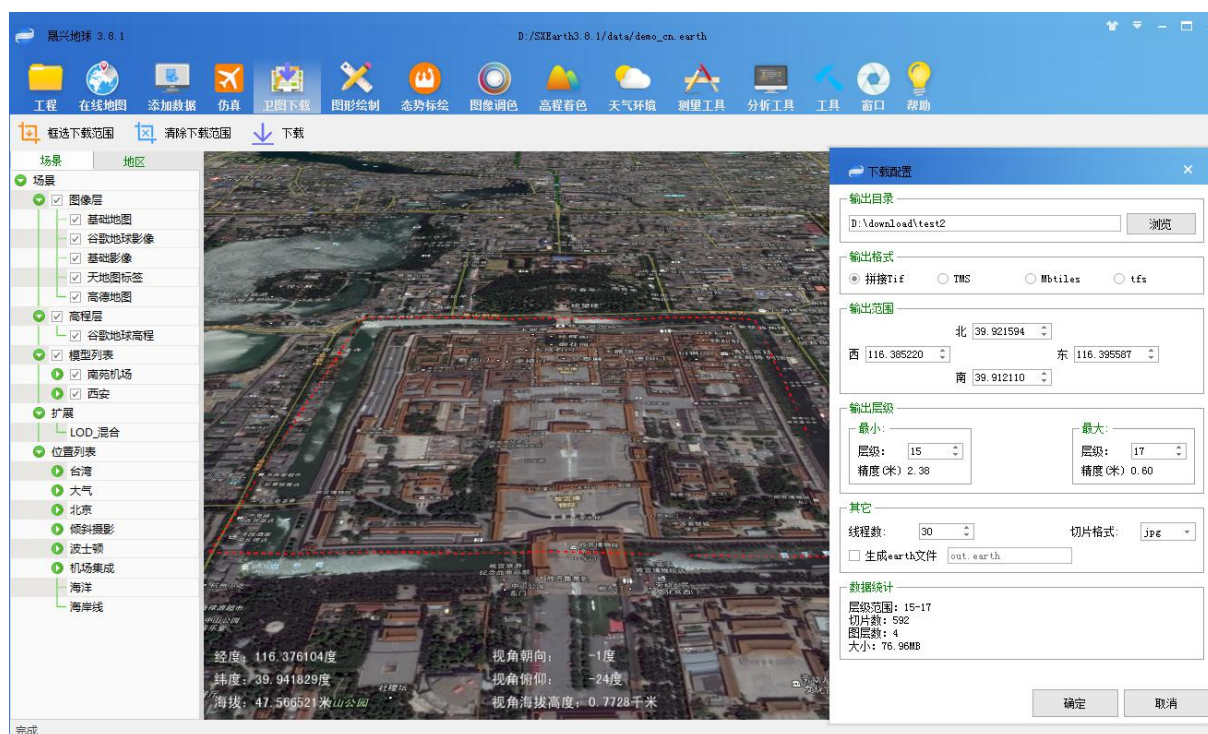 晟兴地球 3.8.1
D:/SXEarth3.8.1/data/demo_cn.earth
工程 在线地图 添加数据 仿真 卫图下载 图形绘制 态势标绘 图像调色 高程着色 天气环境 测量工具 分析工具 工具 窗口 帮助
框选下载范围 清除下载范围 下载
场景 地区
场景
图像层
基础地图
谷歌地球影像
基础影像
天地图标签
高德地图
高程层
谷歌地球高程
模型列表
南苑机场
西安
扩展
LOD_混合
位置列表
台湾
大气
北京
倾斜摄影
波士顿
机场集成
海洋
海岸线
故宫博物院
经度: 116.376104度 视角朝向: -1度
纬度: 39.941829度 视角俯仰: -24度
海拔: 47.566521米 视角海拔高度: 0.7728千米
山公园
下载配置
输出目录
D:\download\test2 浏览
输出格式
拼接Tif TMS Mbtiles tfs
输出范围
北 39.921594
西 116.385220 东 116.395587
南 39.912110
输出层级
最小: 最大:
层级: 15 层级: 17
精度(米) 2.38 精度(米) 0.60
其它
线程数: 30 切片格式: jpg
生成earth文件 out.earth
数据统计
层级范围: 15-17
切片数: 592
图层数: 4
大小: 76.96MB
确定 取消
完成